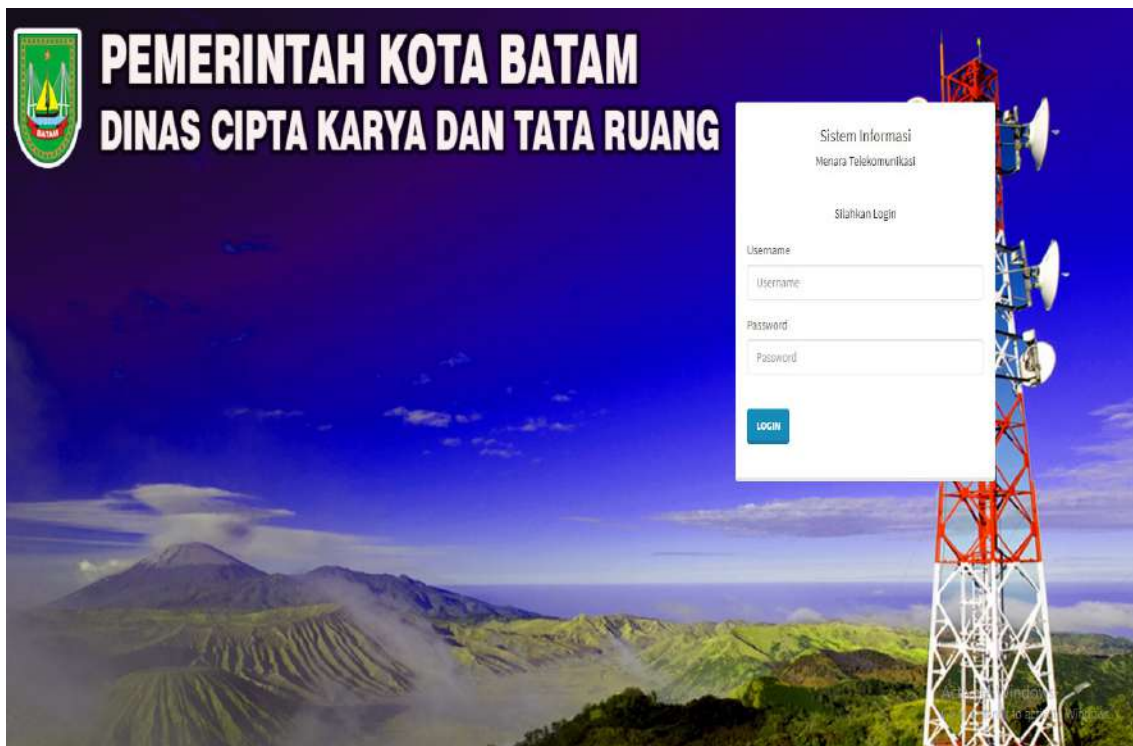 PEMERINTAH KOTA BATAM
DINAS CIPTA KARYA DAN TATA RUANG
BATAM
Sistem Informasi
Menara Telekomunikasi
Silahkan Login
Username
Username
Password
Password
LOGIN